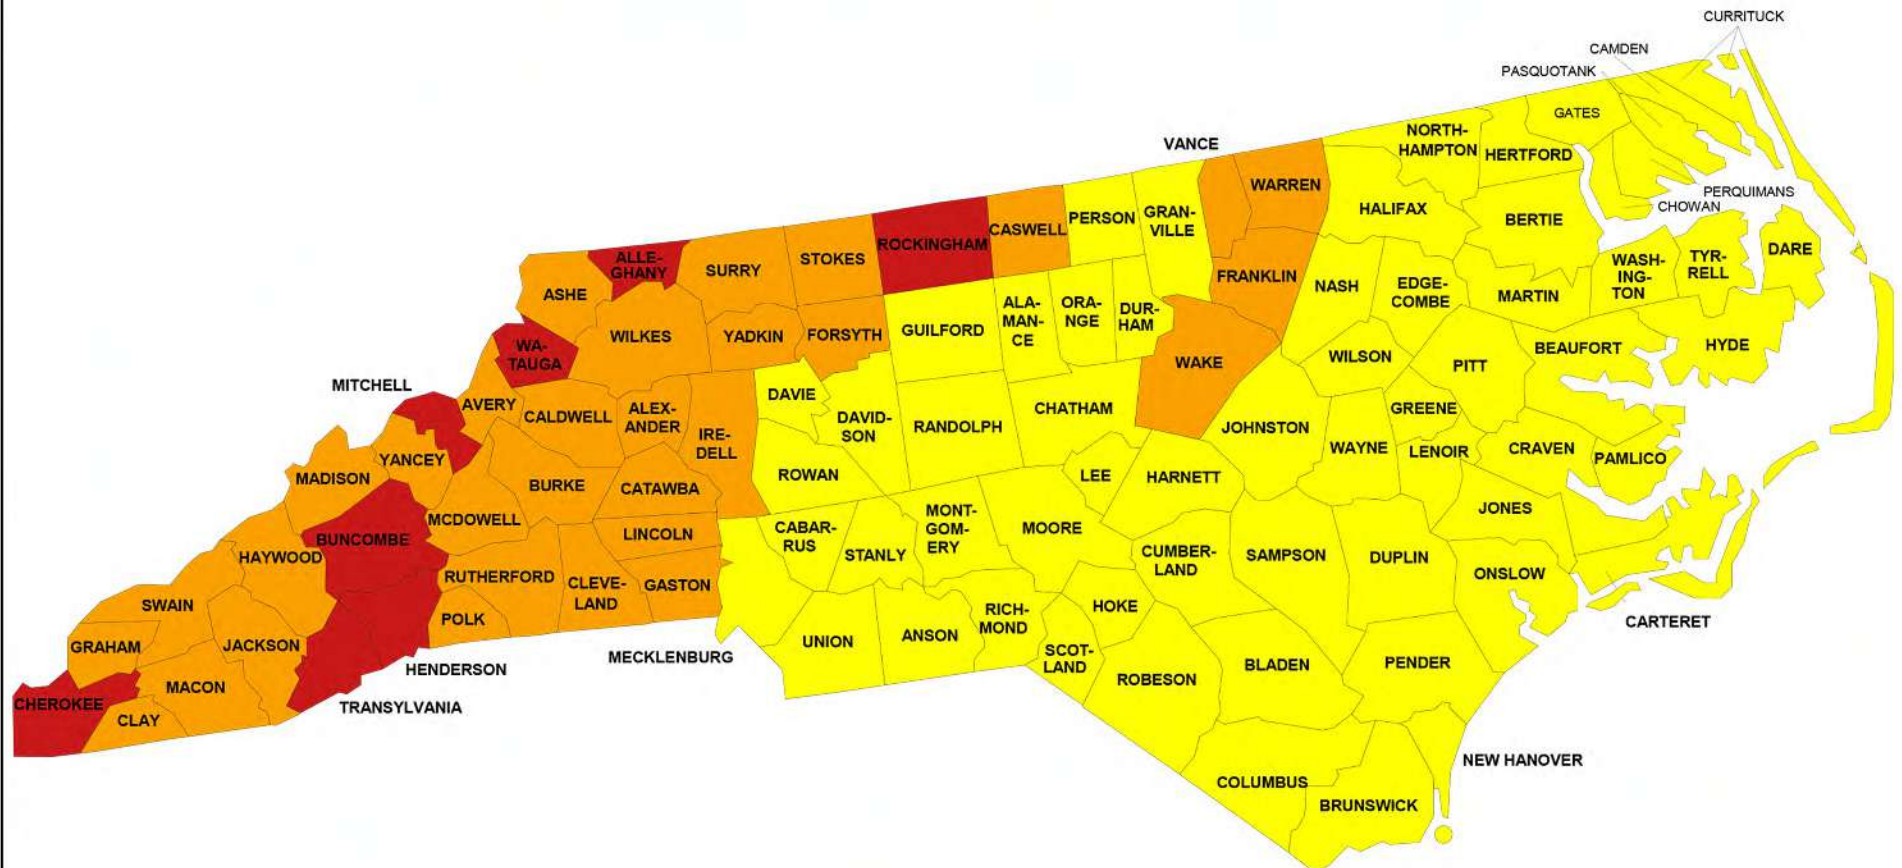 CURRITUCK
CAMDEN
PASQUOTANK
GATES
NORTH-
HAMPTON
HERTFORD
VANCE
WARREN
PERQUIMANS
CHOWAN
HALIFAX
BERTIE
PERSON
GRAN-
VILLE
CASWELL
ROCKINGHAM
STOKES
SURRY
ALLE-
GHANY
ASHE
DARE
TYR-
RELL
WASH-
ING-
TON
MARTIN
EDGE-
COMBE
NASH
FRANKLIN
DUR-
HAM
ORA-
NGE
ALA-
MAN-
CE
GUILFORD
FORSYTH
YADKIN
WILKES
WA-
TAUGA
HYDE
BEAUFORT
PITT
WILSON
WAKE
MITCHELL
AVERY
CALDWELL
ALEX-
ANDER
IRE-
DELL
DAVIE
DAVID-
SON
RANDOLPH
CHATHAM
JOHNSTON
GREENE
WAYNE
LENOIR
CRAVEN
PAMLICO
MADISON
YANCEY
BURKE
CATAWBA
ROWAN
LEE
HARNETT
JONES
MCDOWELL
LINCOLN
CABAR-
RUS
STANLY
MONT-
GOM-
ERY
MOORE
CUMBER-
LAND
SAMPSON
DUPLIN
ONSLOW
BUNCOMBE
HAYWOOD
RUTHERFORD
CLEVE-
LAND
GASTON
SWAIN
POLK
HOKE
RICH-
MOND
ANSON
UNION
CARTERET
GRAHAM
JACKSON
HENDERSON
MECKLENBURG
SCOT-
LAND
ROBESON
BLADEN
PENDER
CHEROKEE
MACON
CLAY
TRANSYLVANIA
NEW HANOVER
COLUMBUS
BRUNSWICK